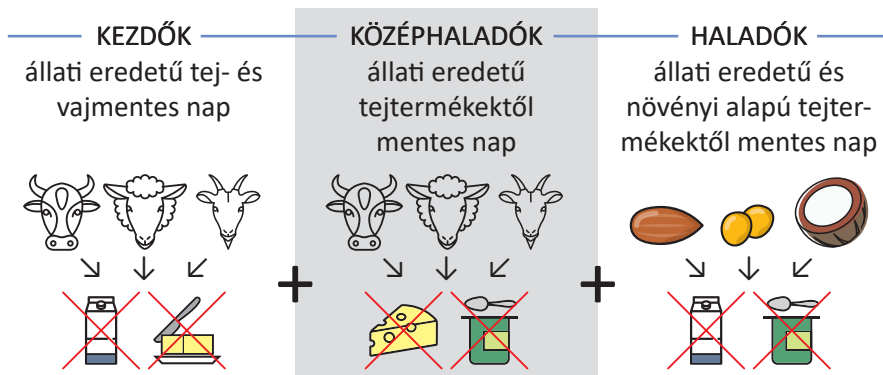 KEZDŐK
állati eredetű tej- és
vajmentes nap
KÖZÉPHALADÓK
állati eredetű
tejtermékektől
mentes nap
HALADÓK
állati eredetű és
növényi alapú tejter-
mékektől mentes nap
+
+